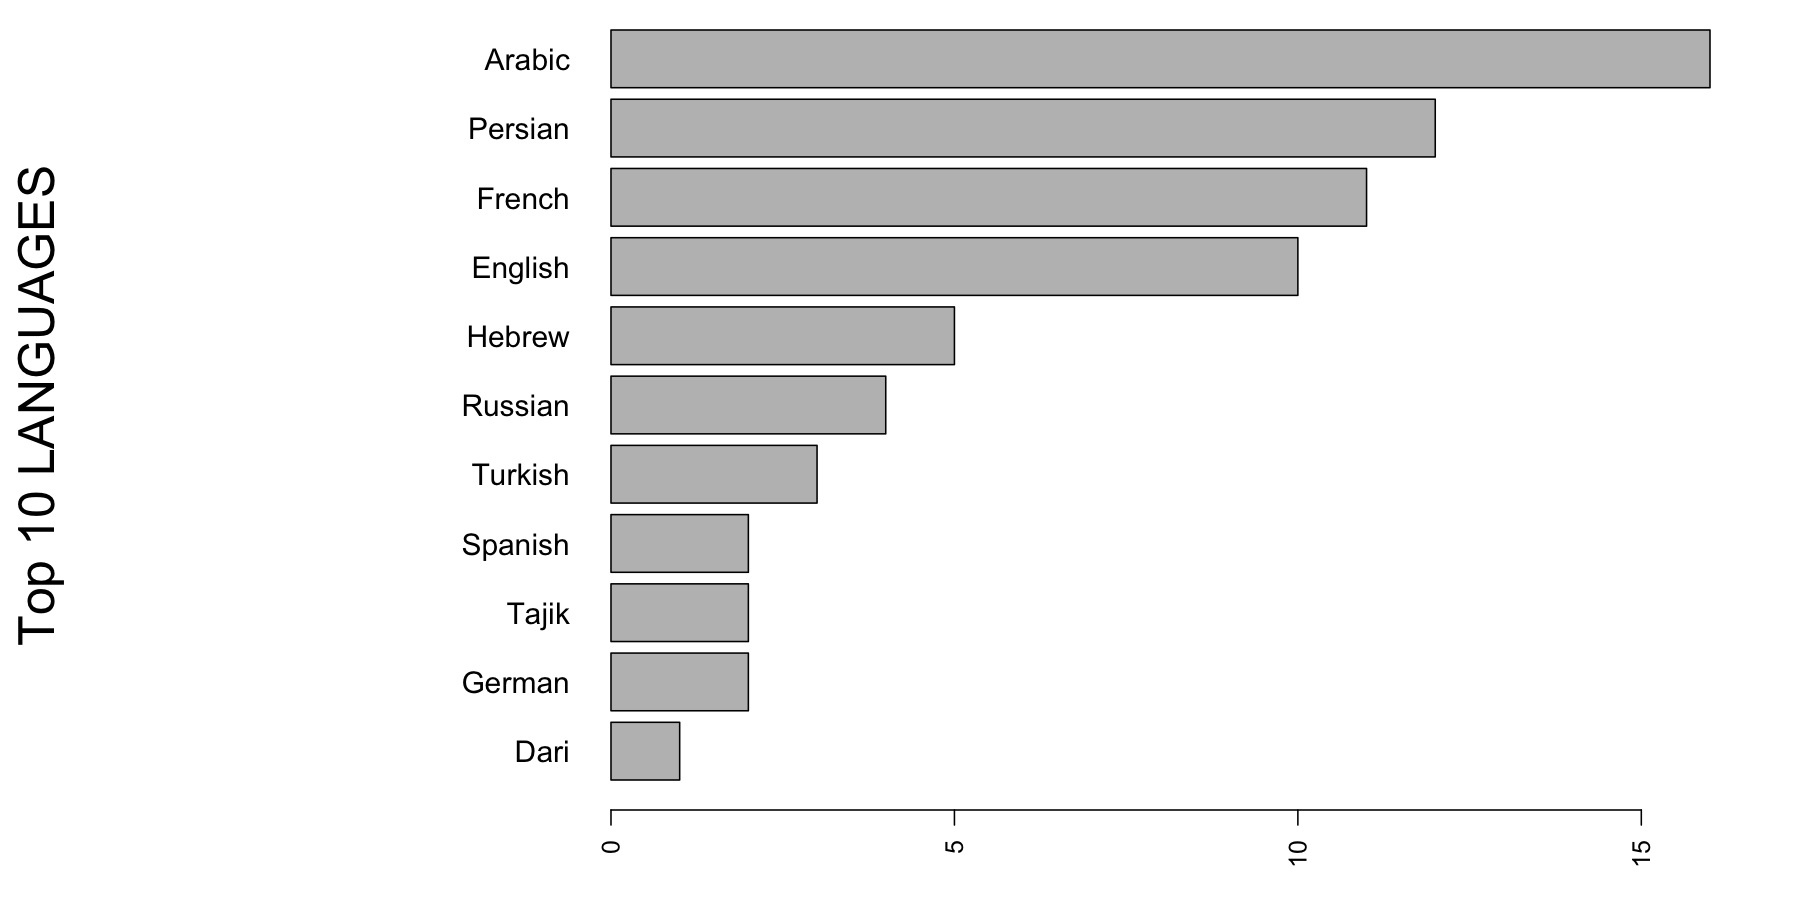 Top 10 LANGUAGES
Arabic
Persian
French
English
Hebrew
Russian
Turkish
Spanish
Tajik
German
Dari
0 5 10 15